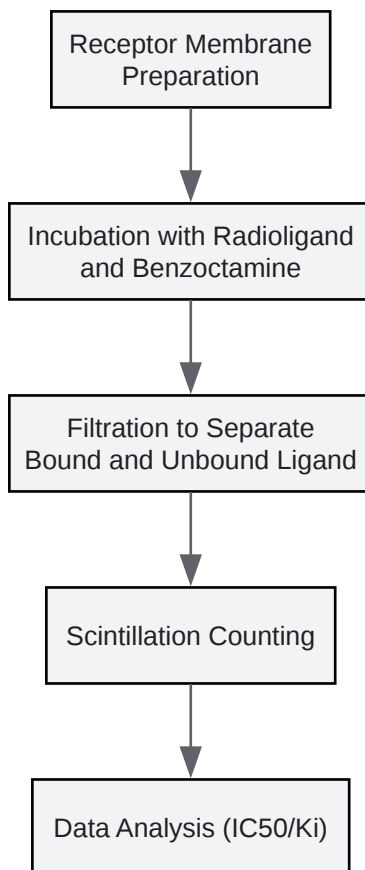 Receptor Membrane
Preparation
Incubation with Radioligand
and Benzoctamine
Filtration to Separate
Bound and Unbound Ligand
Scintillation Counting
Data Analysis (IC50/Ki)